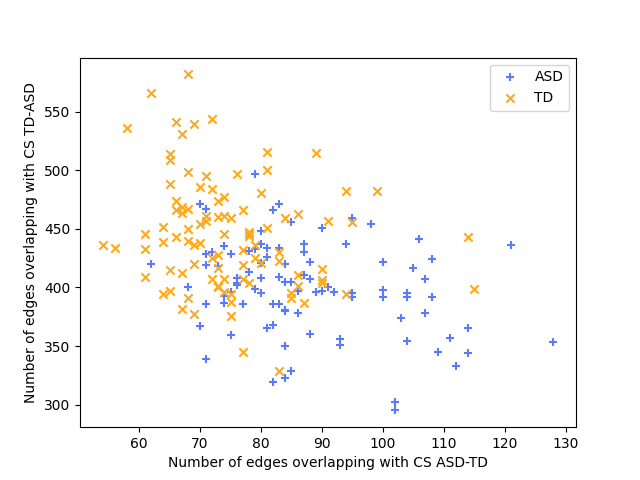 ASD
TD
550
500
450
400
350
300
Number of edges overlapping with CS TD-ASD
60 70 80 90 100 110 120 130
Number of edges overlapping with CS ASD-TD